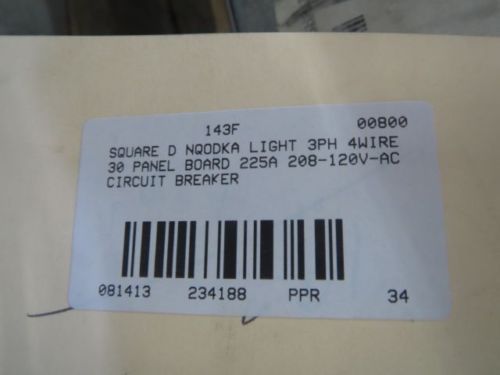 143F 00800
SQUARE D NQODKA LIGHT 3PH 4WIRE
30 PANEL BOARD 225A 208-120V-AC
CIRCUIT BREAKER
081413 234188 PPR 34